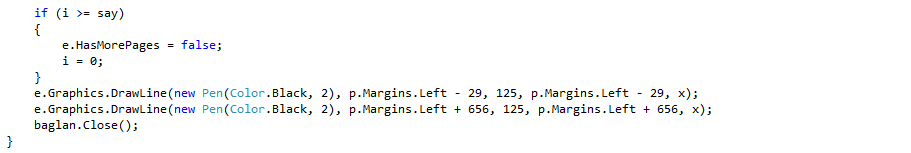 if (i >= say)
{
e.HasMorePages = false;
i = 0;
}
e.Graphics.DrawLine(new Pen(Color.Black, 2), p.Margins.Left - 29, 125, p.Margins.Left - 29, x);
e.Graphics.DrawLine(new Pen(Color.Black, 2), p.Margins.Left + 656, 125, p.Margins.Left + 656, x);
baglan.Close();
}